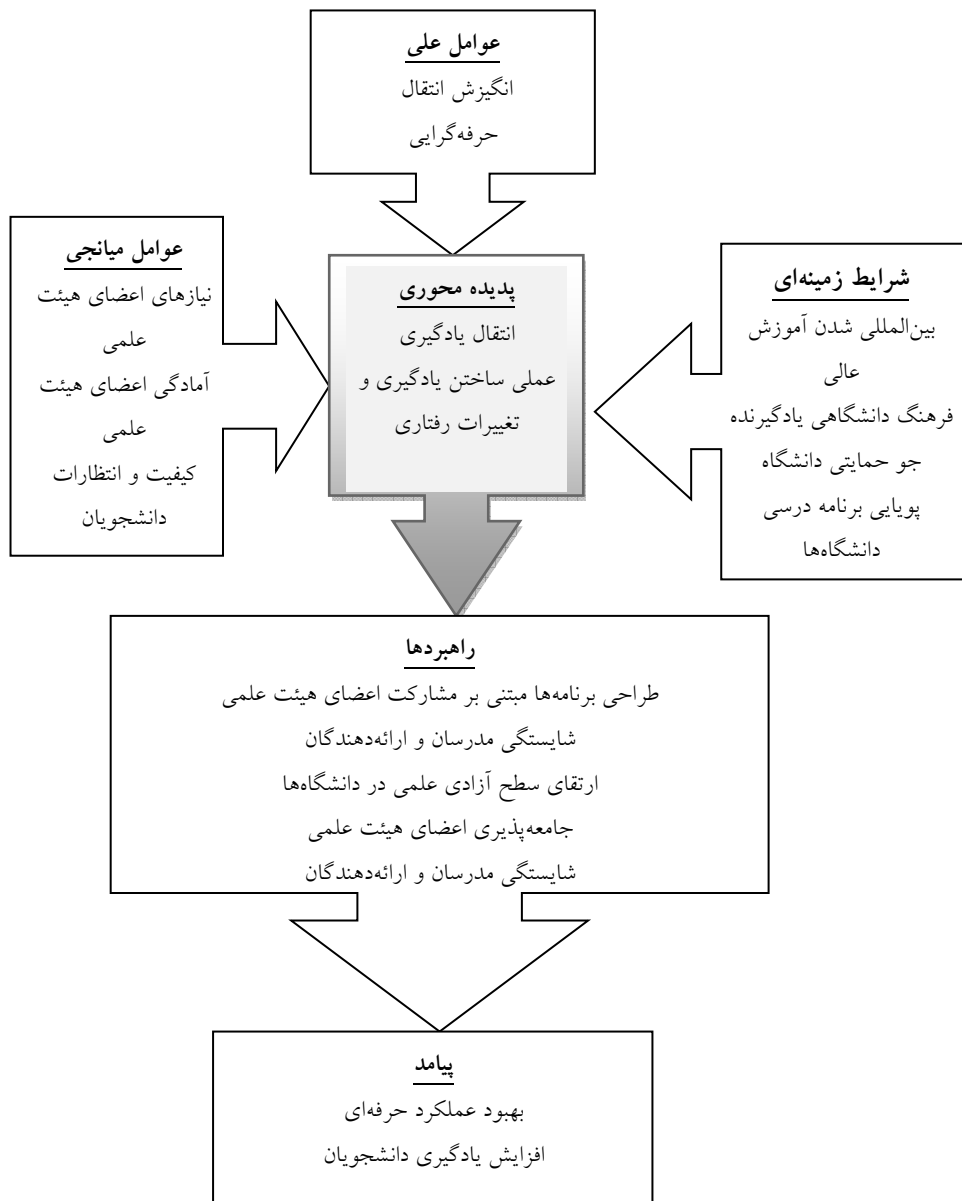 عوامل علی
انگیزش انتقال
حرفه‌گرایی
شرایط زمینه‌ای
بین‌المللی شدن آموزش
عالی
فرهنگ دانشگاهی یادگیرنده
جو حمایتی دانشگاه
پویایی برنامه درسی
دانشگاه‌ها
پدیده محوری
انتقال یادگیری
عملی ساختن یادگیری و
تغییرات رفتاری
عوامل میانجی
نیازهای اعضای هیئت
علمی
آمادگی اعضای هیئت
علمی
کیفیت و انتظارات
دانشجویان
راهبردها
طراحی برنامه‌ها مبتنی بر مشارکت اعضای هیئت علمی
شایستگی مدرسان و ارائه‌دهندگان
ارتقای سطح آزادی علمی در دانشگاه‌ها
جامعه‌پذیری اعضای هیئت علمی
شایستگی مدرسان و ارائه‌دهندگان
پیامد
بهبود عملکرد حرفه‌ای
افزایش یادگیری دانشجویان